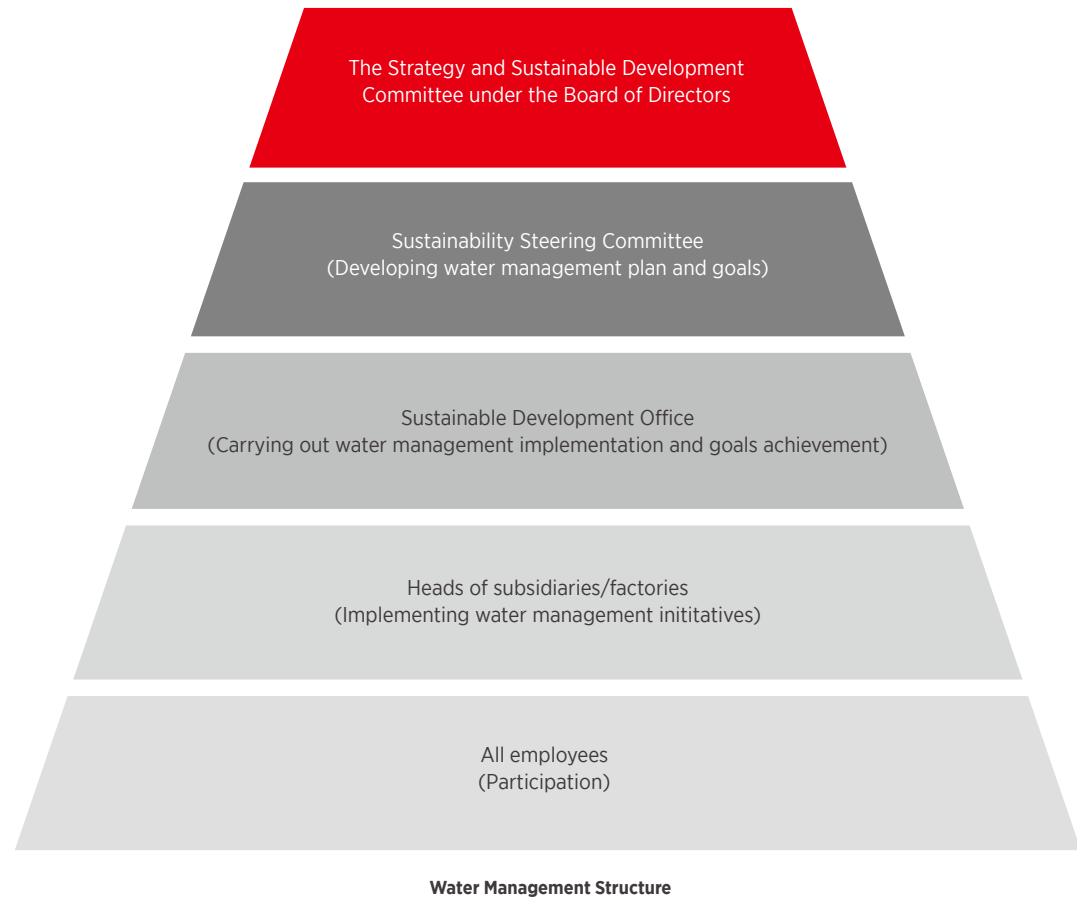 The Strategy and Sustainable Development
Committee under the Board of Directors
Sustainability Steering Committee
(Developing water management plan and goals)
Sustainable Development Office
(Carrying out water management implementation and goals achievement)
Heads of subsidiaries/factories
(Implementing water management inititatives)
All employees
(Participation)
Water Management Structure